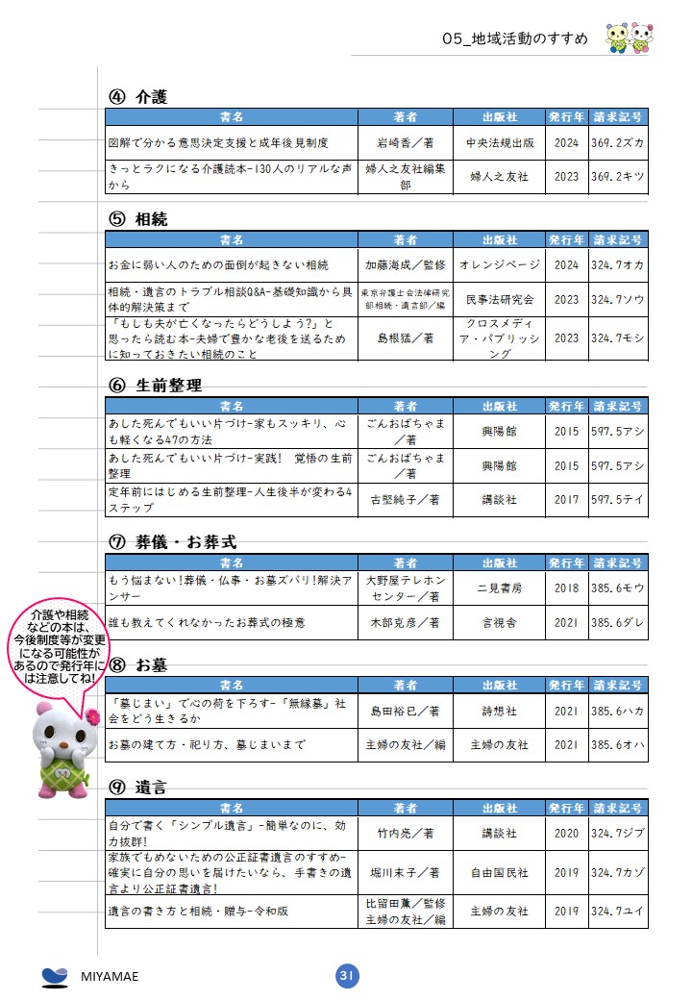 05_地域活動のすすめ
④ 介護
書名 著者 出版社 発行年 請求記号
図解で分かる意思決定支援と成年後見制度 岩崎香／著 中央法規出版 2024 369.2ズカ
きっとラクになる介護読本-130人のリアルな声
から 婦人之友社編集
部 婦人之友社 2023 369.2キツ
⑤ 相続
書名 著者 出版社 発行年 請求記号
お金に弱い人のための面倒が起きない相続 加藤海成／監修 オレンジページ 2024 324.7オカ
相続・遺言のトラブル相談Q&A-基礎知識から具
体的解決策まで 東京弁護士会法律研究
部相続・遺言部／編 民事法研究会 2023 324.7ソウ
「もしも夫が亡くなったらどうしよう?」と
思ったら読む本-夫婦で豊かな老後を送るため
に知っておきたい相続のこと 島根猛／著 クロスメディ
ア・パブリッシ
ング 2023 324.7モシ
⑥ 生前整理
書名 著者 出版社 発行年 請求記号
あした死んでもいい片づけ-家もスッキリ、心
も軽くなる47の方法 ごんおばちゃま
／著 興陽館 2015 597.5アシ
あした死んでもいい片づけ-実践!　覚悟の生前
整理 ごんおばちゃま
／著 興陽館 2015 597.5アシ
定年前にはじめる生前整理-人生後半が変わる4
ステップ 古堅純子／著 講談社 2017 597.5テイ
⑦ 葬儀・お葬式
書名 著者 出版社 発行年 請求記号
もう悩まない!葬儀・仏事・お墓ズバリ!解決ア
ンサー 大野屋テレホン
センター／著 二見書房 2018 385.6モウ
誰も教えてくれなかったお葬式の極意 木部克彦／著 言視舎 2021 385.6ダレ
介護や相続
などの本は、
今後制度等が変更
になる可能性が
あるので発行年に
は注意してね!
⑧ お墓
書名 著者 出版社 発行年 請求記号
「墓じまい」で心の荷を下ろす-「無縁墓」社
会をどう生きるか 島田裕巳／著 詩想社 2021 385.6ハカ
お墓の建て方・祀り方、墓じまいまで 主婦の友社／編 主婦の友社 2021 385.6オハ
⑨ 遺言
書名 著者 出版社 発行年 請求記号
自分で書く「シンプル遺言」-簡単なのに、効
力抜群! 竹内亮／著 講談社 2020 324.7ジブ
家族でもめないための公正証書遺言のすすめ-
確実に自分の思いを届けたいなら、手書きの遺
言より公正証書遺言! 堀川末子／著 自由国民社 2019 324.7カゾ
遺言の書き方と相続・贈与-令和版 比留田薫／監修
主婦の友社／編 主婦の友社 2019 324.7ユイ
MIYAMAE
31